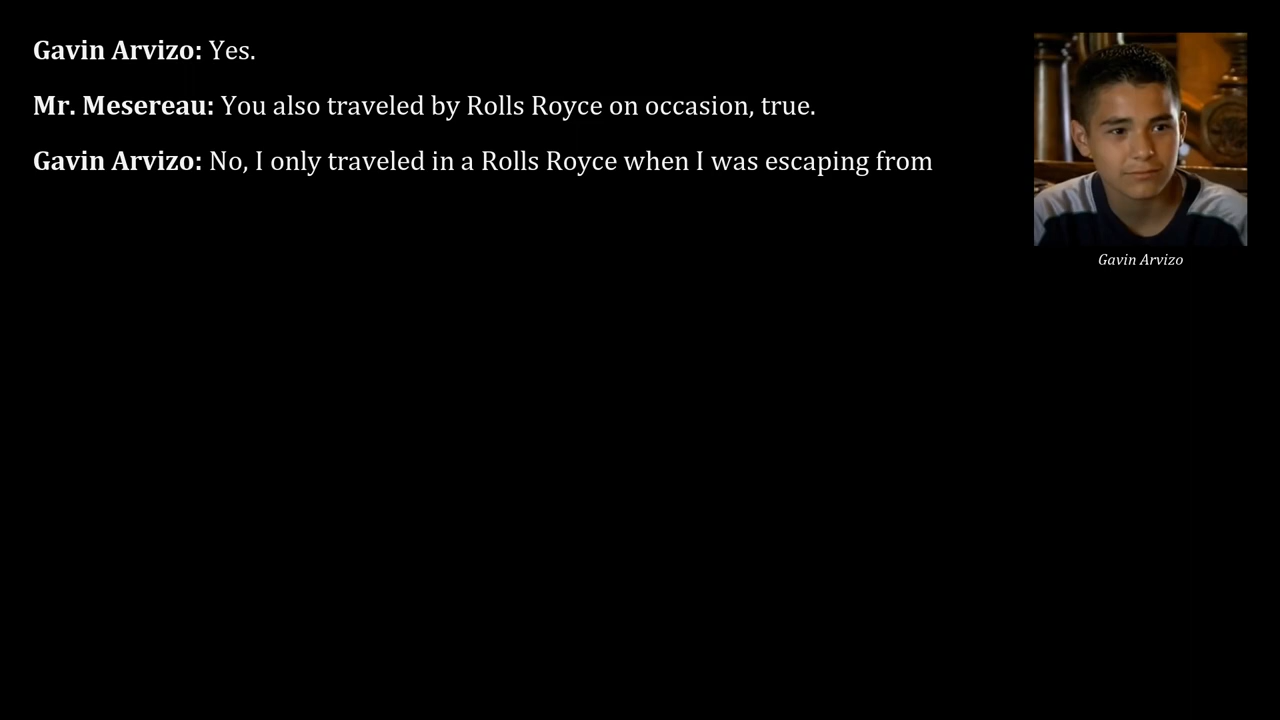 Gavin Arvizo: Yes.
Mr. Mesereau: You also traveled by Rolls Royce on occasion, true.
Gavin Arvizo: No, I only traveled in a Rolls Royce when I was escaping from
Gavin Arvizo